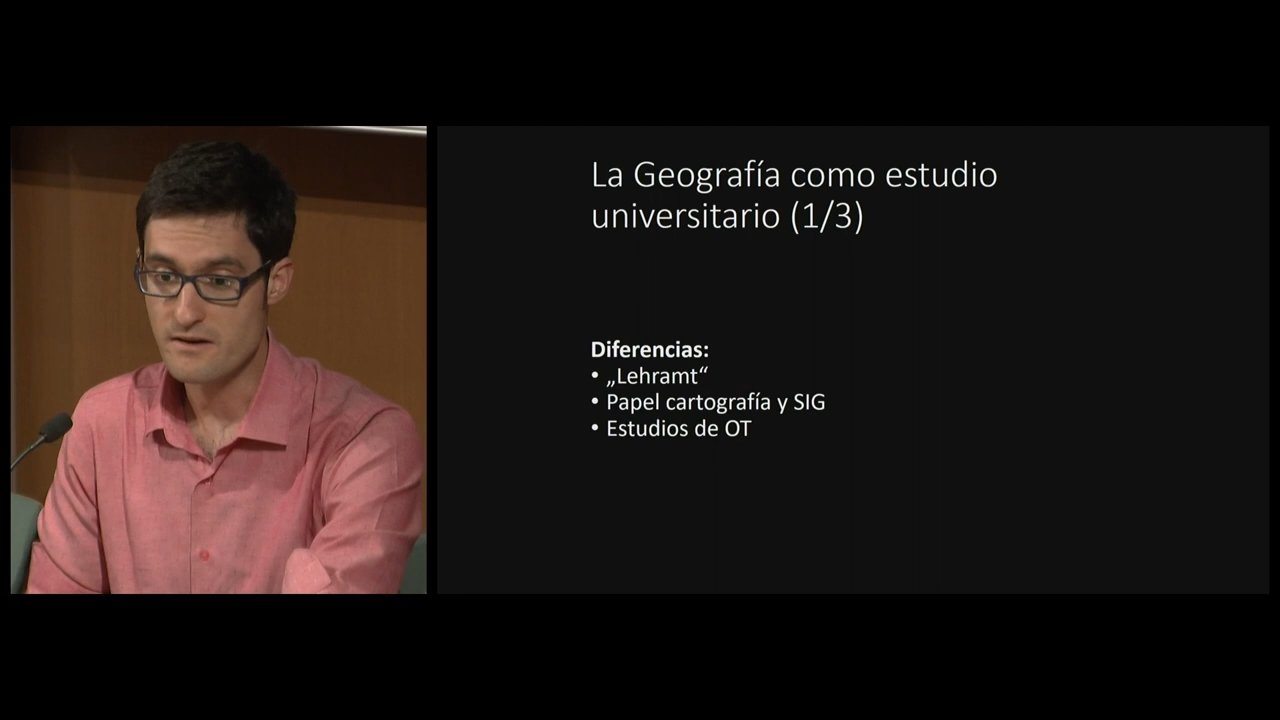 La Geografía como estudio
universitario (1/3)
Diferencias:
• „Lehramt“
• Papel cartografía y SIG
• Estudios de OT